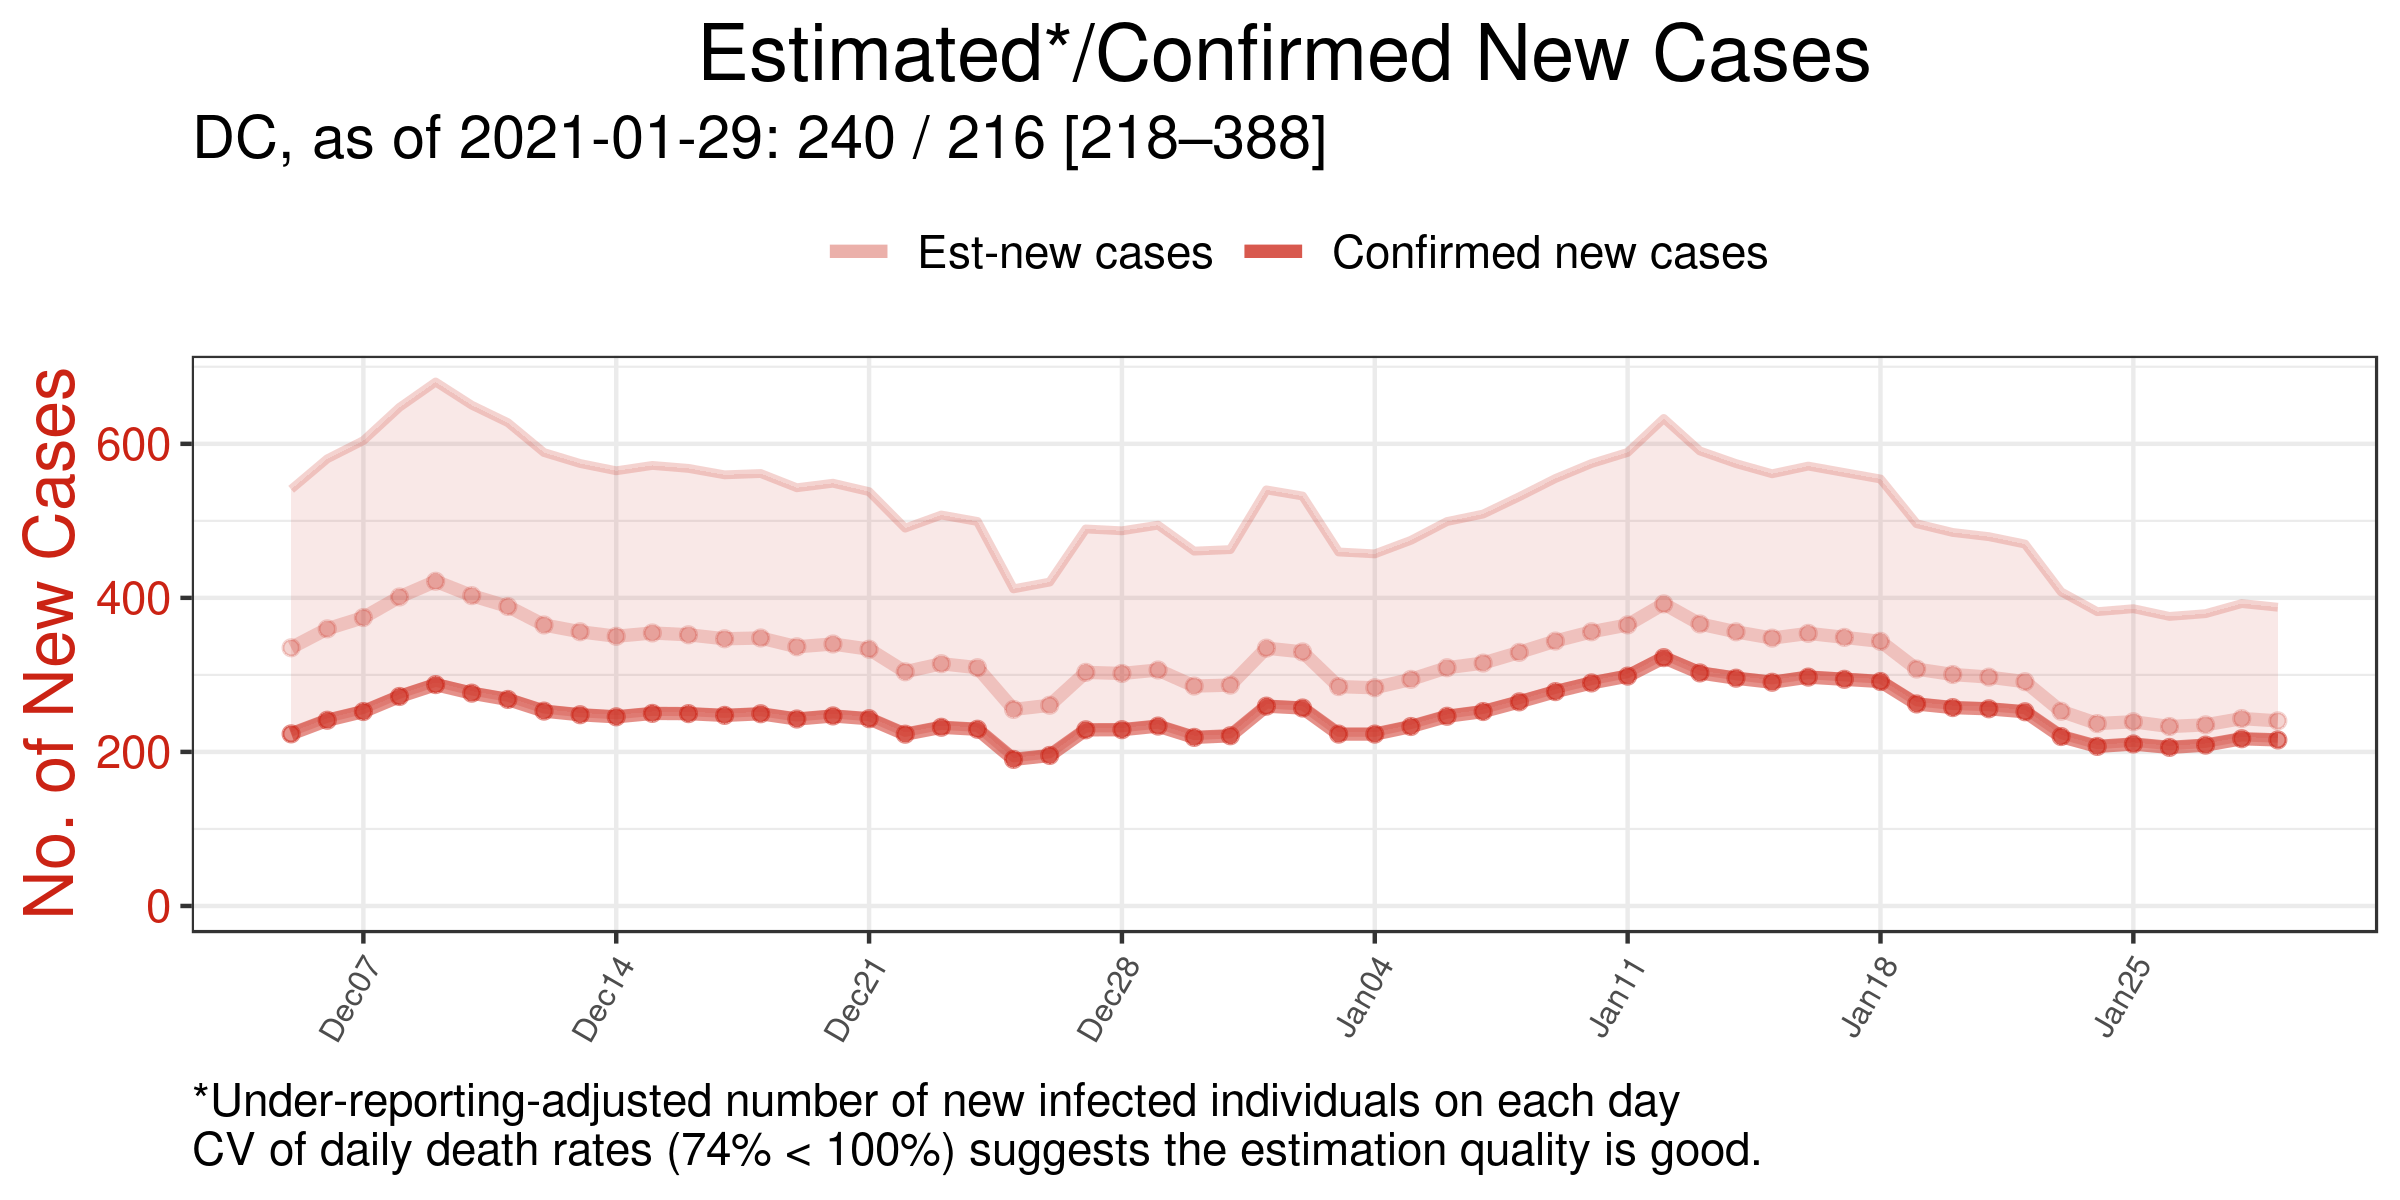 Estimated*/Confirmed New Cases
DC, as of 2021-01-29: 240 / 216 [218–388]
Est-new cases Confirmed new cases
No. of New Cases
600
400
200
0
Dec07 Dec14 Dec21 Dec28 Jan04 Jan11 Jan18 Jan25
*Under-reporting-adjusted number of new infected individuals on each day
CV of daily death rates (74% < 100%) suggests the estimation quality is good.